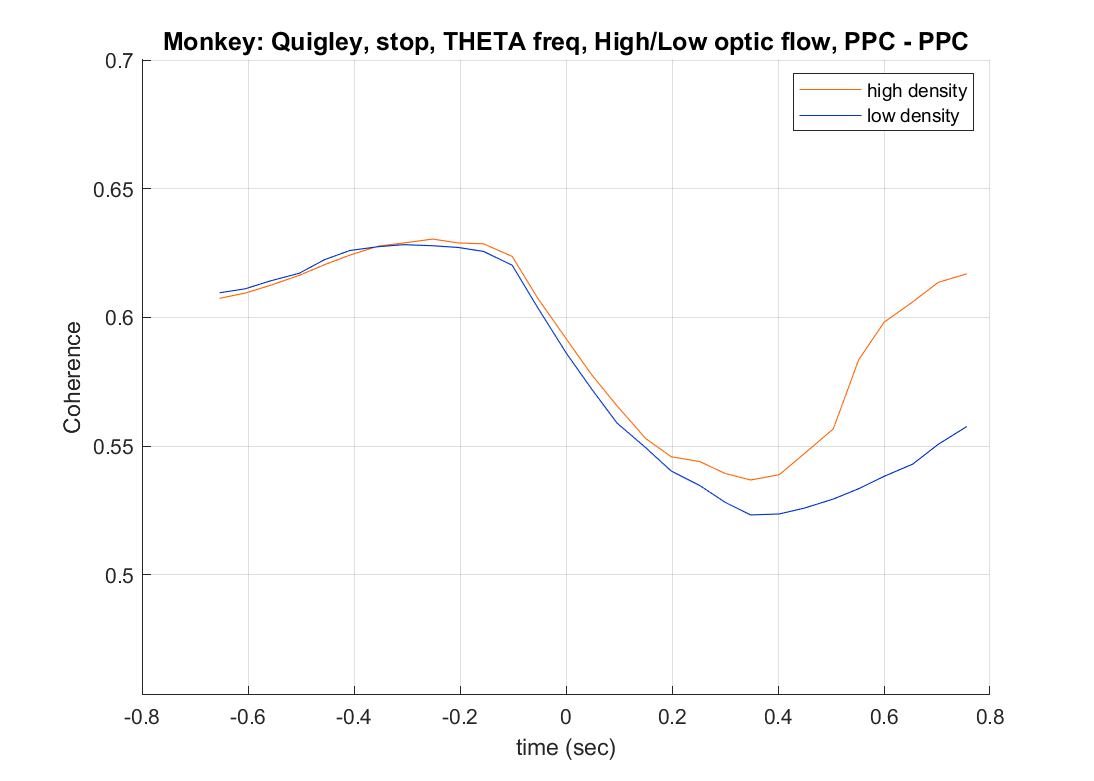 Monkey: Quigley, stop, THETA freq, High/Low optic flow, PPC - PPC
high density
low density
0.7
0.65
0.6
0.55
0.5
Coherence
-0.8 -0.6 -0.4 -0.2 0 0.2 0.4 0.6 0.8
time (sec)